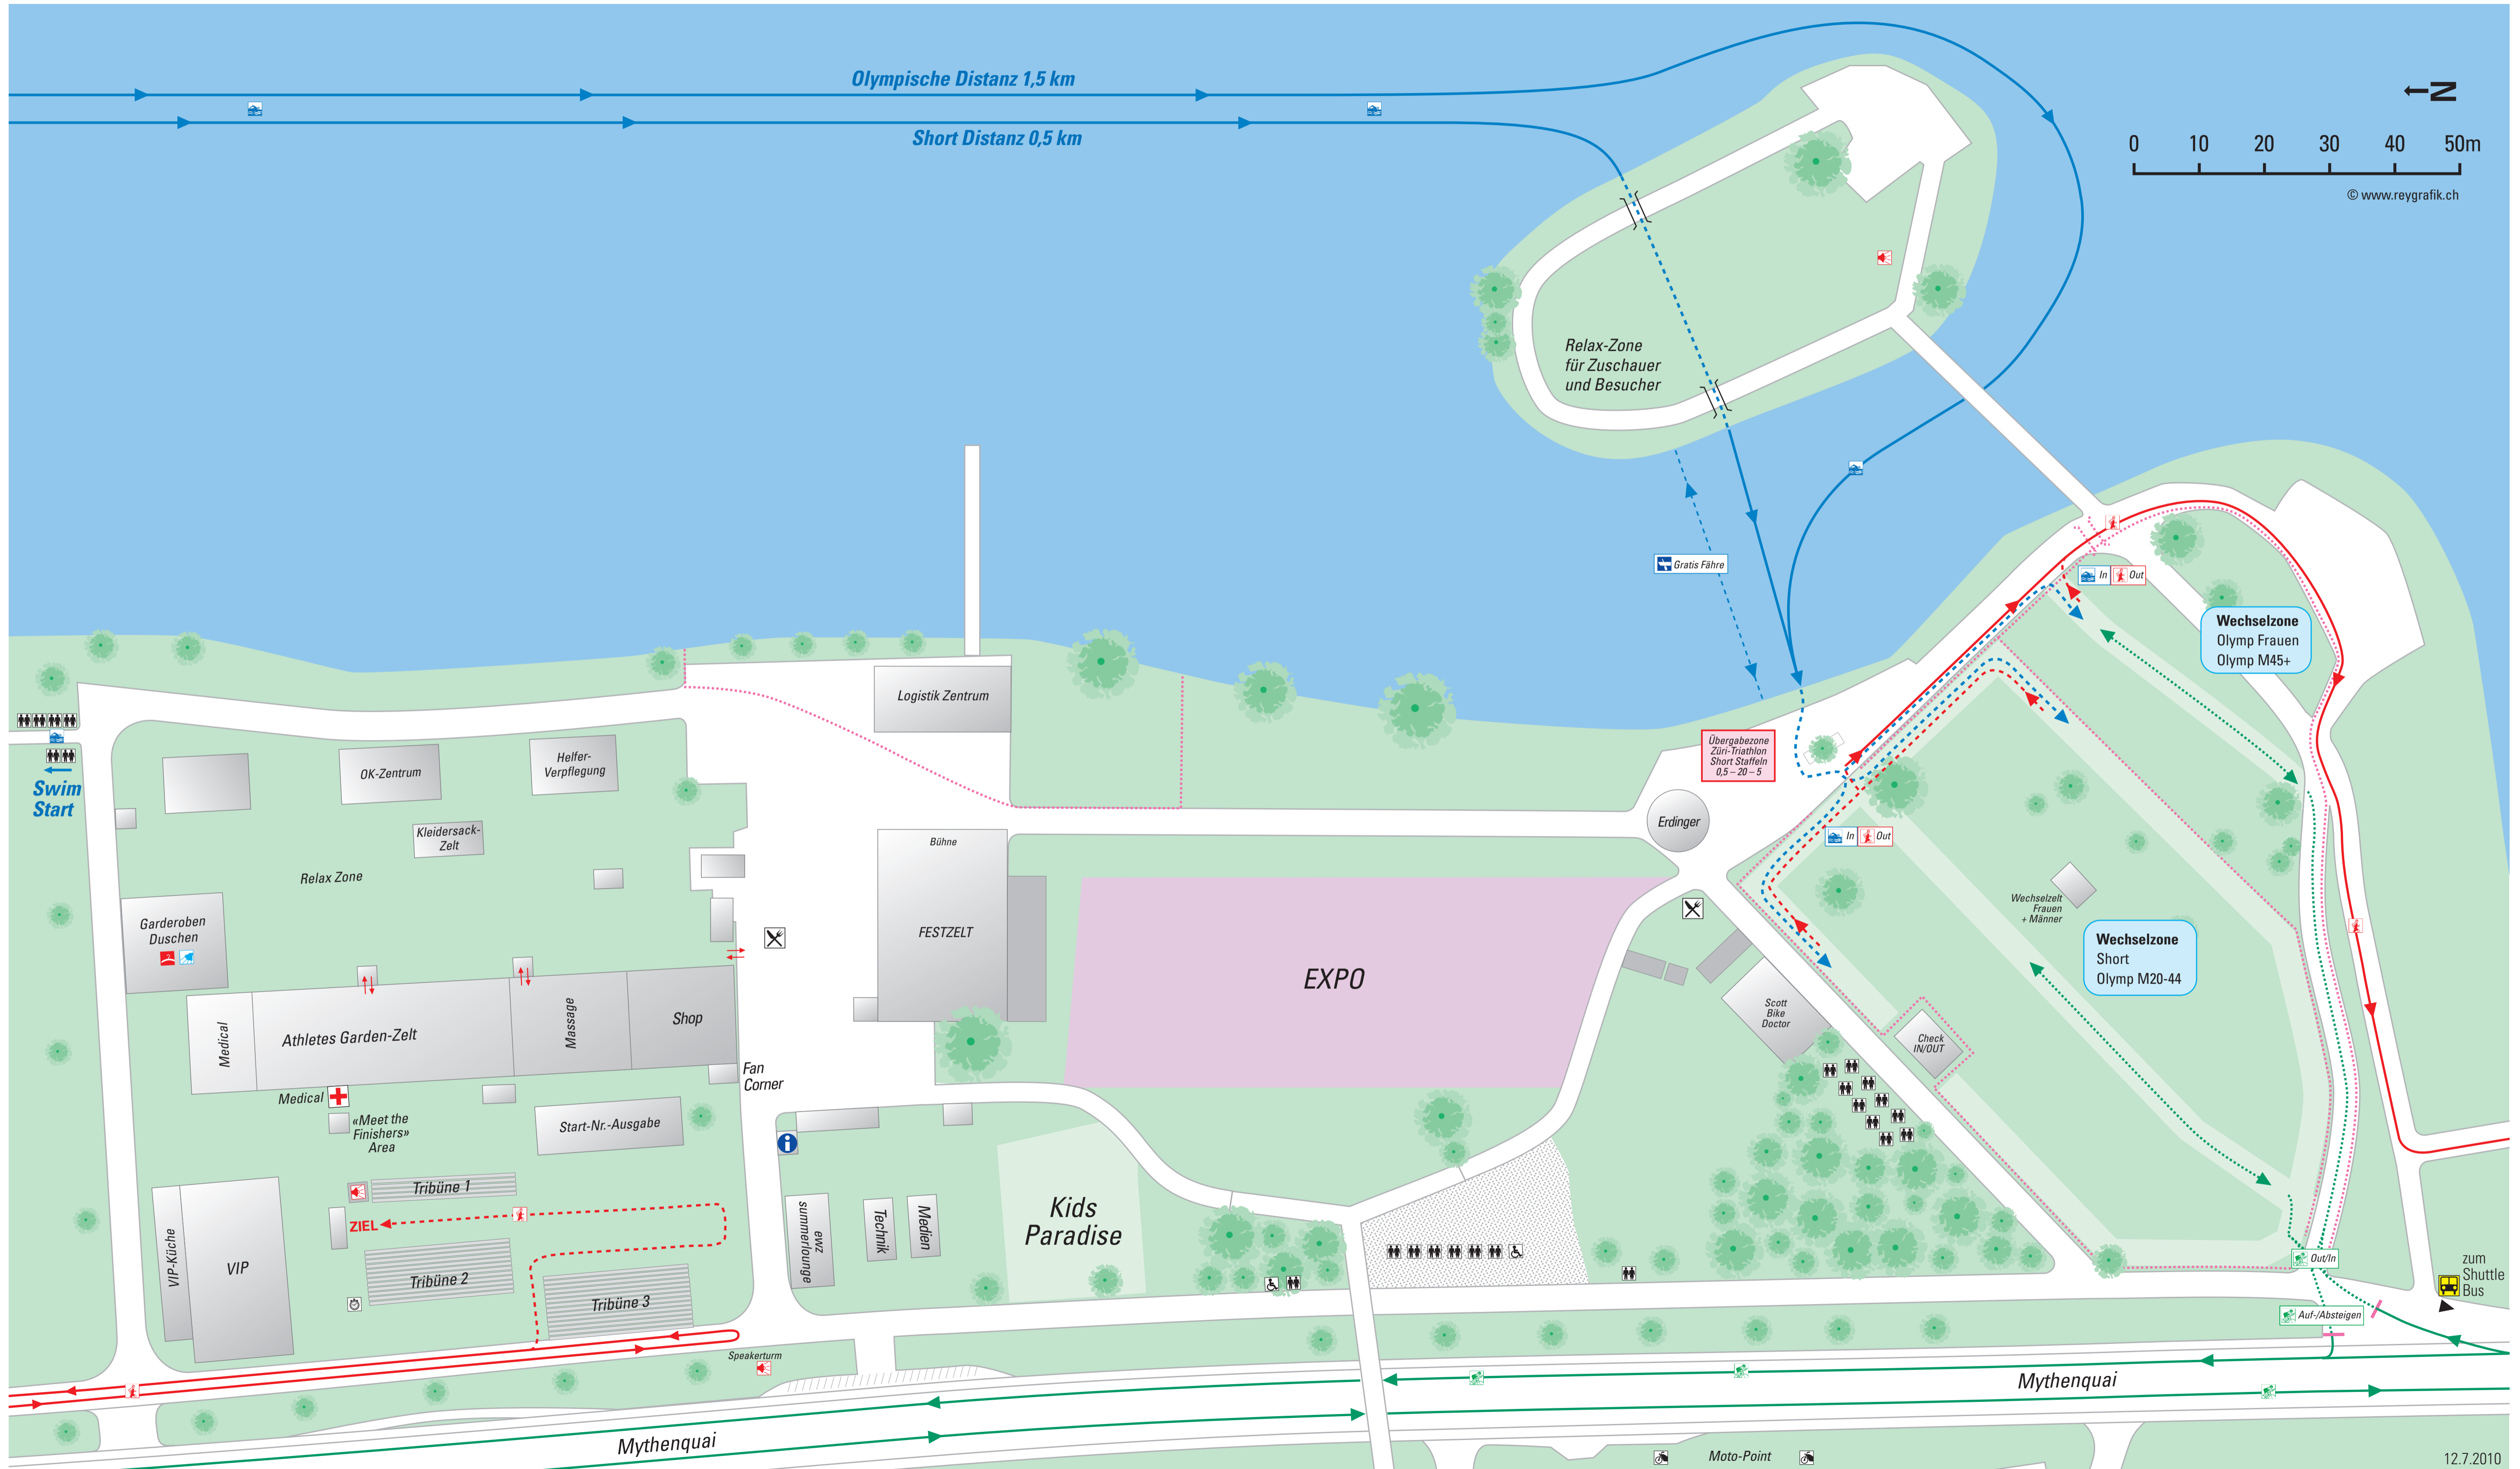 Olympische Distanz 1,5 km
Short Distanz 0,5 km
N
0 10 20 30 40 50m
© www.reygrafik.ch
Relax-Zone
für Zuschauer
und Besucher
Gratis Fähre
In Out
Wechselzone
Olymp Frauen
Olymp M45+
Logistik Zentrum
Übergabezone
Züri-Triathlon
Short Staffeln
0,5 – 20 – 5
Swim
Start
OK-Zentrum
Helfer-
Verpflegung
Kleidersack-
Zelt
Relax Zone
Garderoben
Duschen
Bühne
FESTZELT
Erdinger
In Out
EXPO
Wechselzelt
Frauen
+ Männer
Wechselzone
Short
Olymp M20-44
Scott
Bike
Doctor
Check
IN/OUT
Medical
Athletes Garden-Zelt
Massage
Shop
Fan
Corner
Medical
«Meet the
Finishers»
Area
Start-Nr.-Ausgabe
Tribüne 1
ZIEL
Tribüne 2
Tribüne 3
VIP-Küche
VIP
ewz
summerlounge
Technik
Medien
Kids
Paradise
Out/In
Auf-/Absteigen
zum
Shuttle
Bus
Speakerturm
Mythenquai
Mythenquai
Moto-Point
12.7.2010